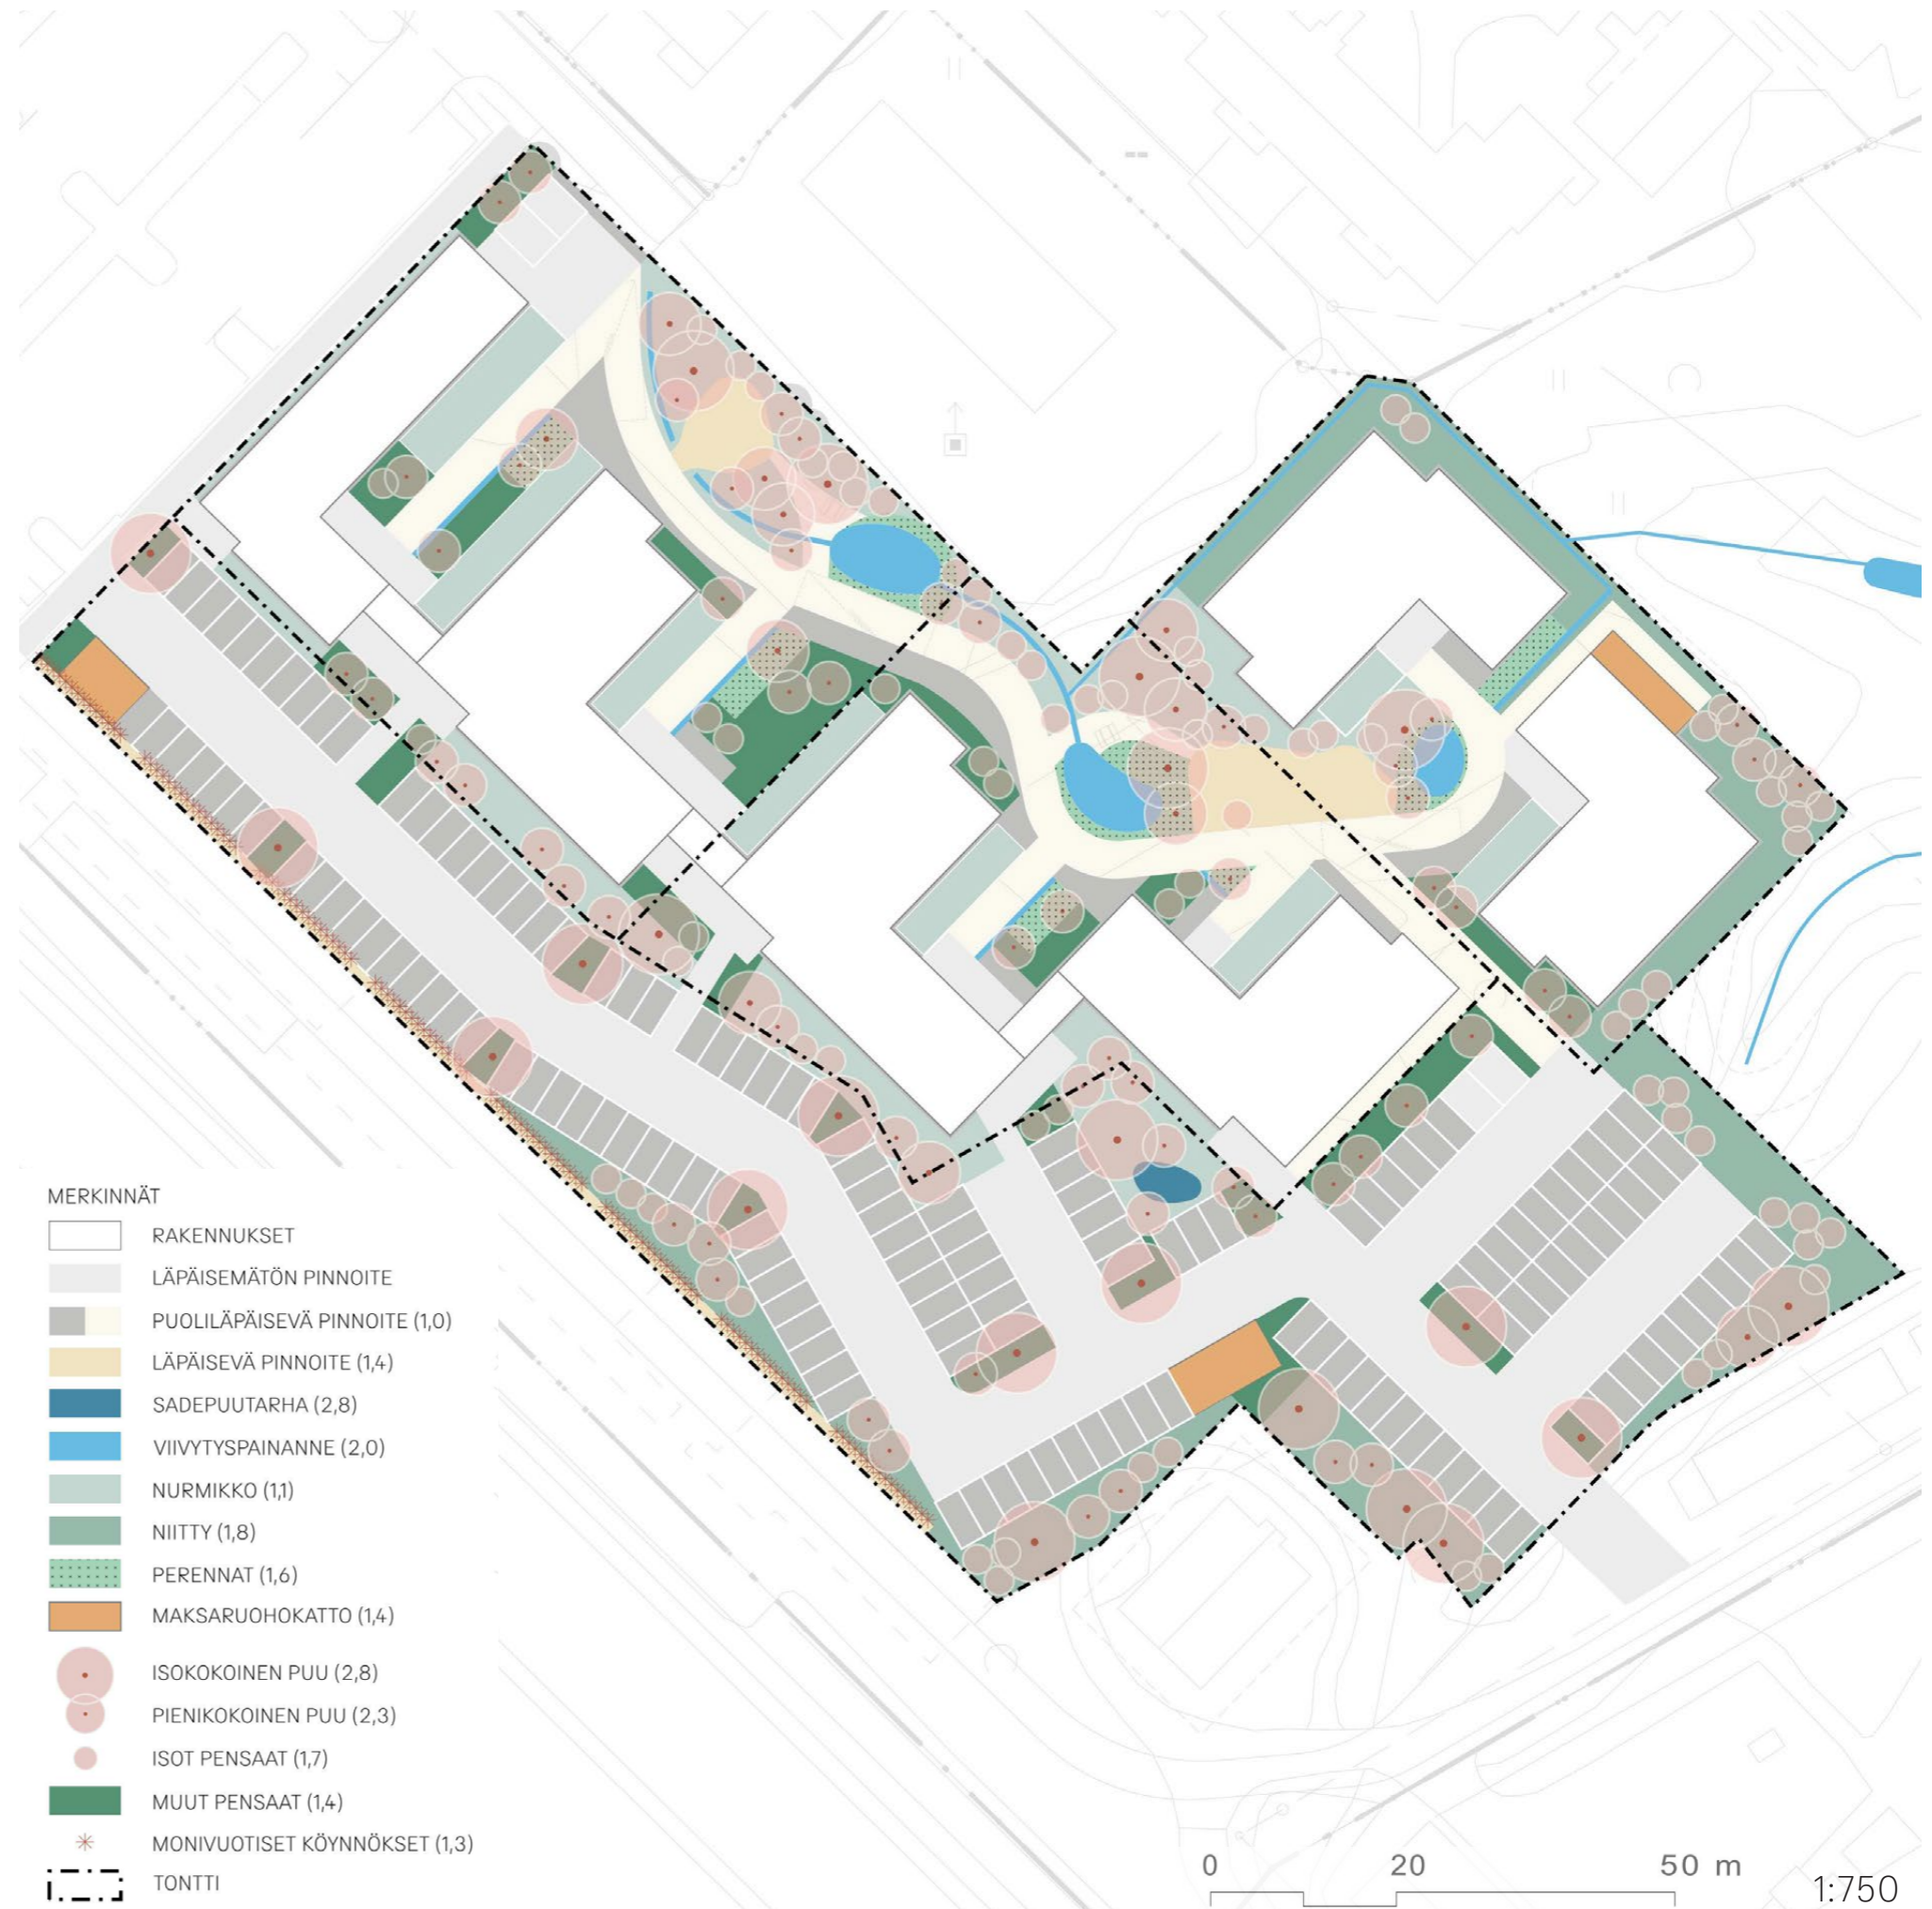 MERKINNÄT
RAKENNUKSET
LÄPÄISEMÄTÖN PINNOITE
PUOLILÄPÄISEVÄ PINNOITE (1,0)
LÄPÄISEVÄ PINNOITE (1,4)
SADEPUUTARHA (2,8)
VIIVYTYSPAINANNE (2,0)
NURMIKKO (1,1)
NIITTY (1,8)
PERENNAT (1,6)
MAKSARUOHOKATTO (1,4)
ISOKOKOINEN PUU (2,8)
PIENIKOKOINEN PUU (2,3)
ISOT PENSAAT (1,7)
MUUT PENSAAT (1,4)
MONIVUOTISET KÖYNNÖKSET (1,3)
TONTTI
0 20 50 m
1:750